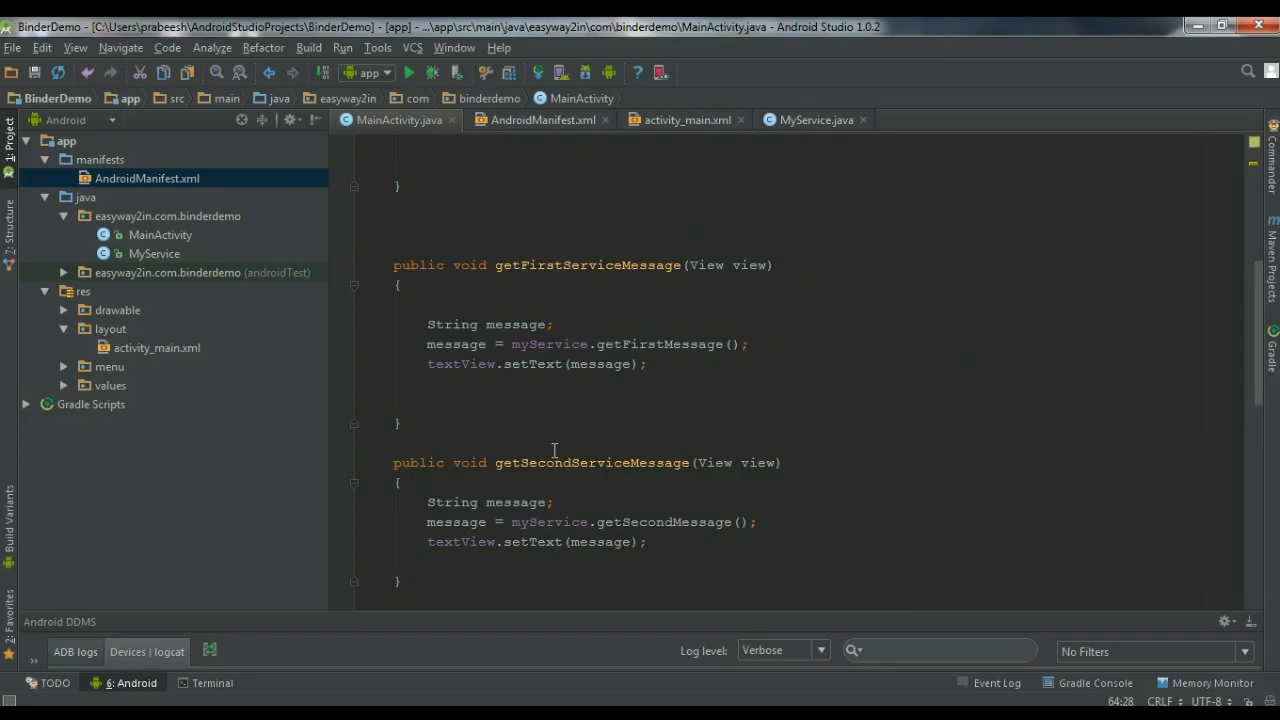 BinderDemo - [C:\Users\prabeesh\AndroidStudioProjects\BinderDemo] - [app] - ...\app\src\main\java\easyway2in\com\binderdemo\MainActivity.java - Android Studio 1.0.2
File Edit View Navigate Code Analyze Refactor Build Run Tools VCS Window Help
app
BinderDemo app src main java easyway2in com binderdemo MainActivity
Android
MainActivity.java AndroidManifest.xml activity_main.xml MyService.java
1: Project
7: Structure
Build Variants
2: Favorites
app
manifests
AndroidManifest.xml
java
easyway2in.com.binderdemo
MainActivity
MyService
easyway2in.com.binderdemo (androidTest)
res
drawable
layout
activity_main.xml
menu
values
Gradle Scripts
}
public void getFirstServiceMessage(View view)
{
String message;
message = myService.getFirstMessage();
textView.setText(message);
}
public void getSecondServiceMessage(View view)
{
String message;
message = myService.getSecondMessage();
textView.setText(message);
}
Commander
Maven Projects
Gradle
Android DDMS
ADB logs Devices | logcat Log level: Verbose No Filters
TODO 6: Android Terminal Event Log Gradle Console Memory Monitor
64:28 CRLF UTF-8